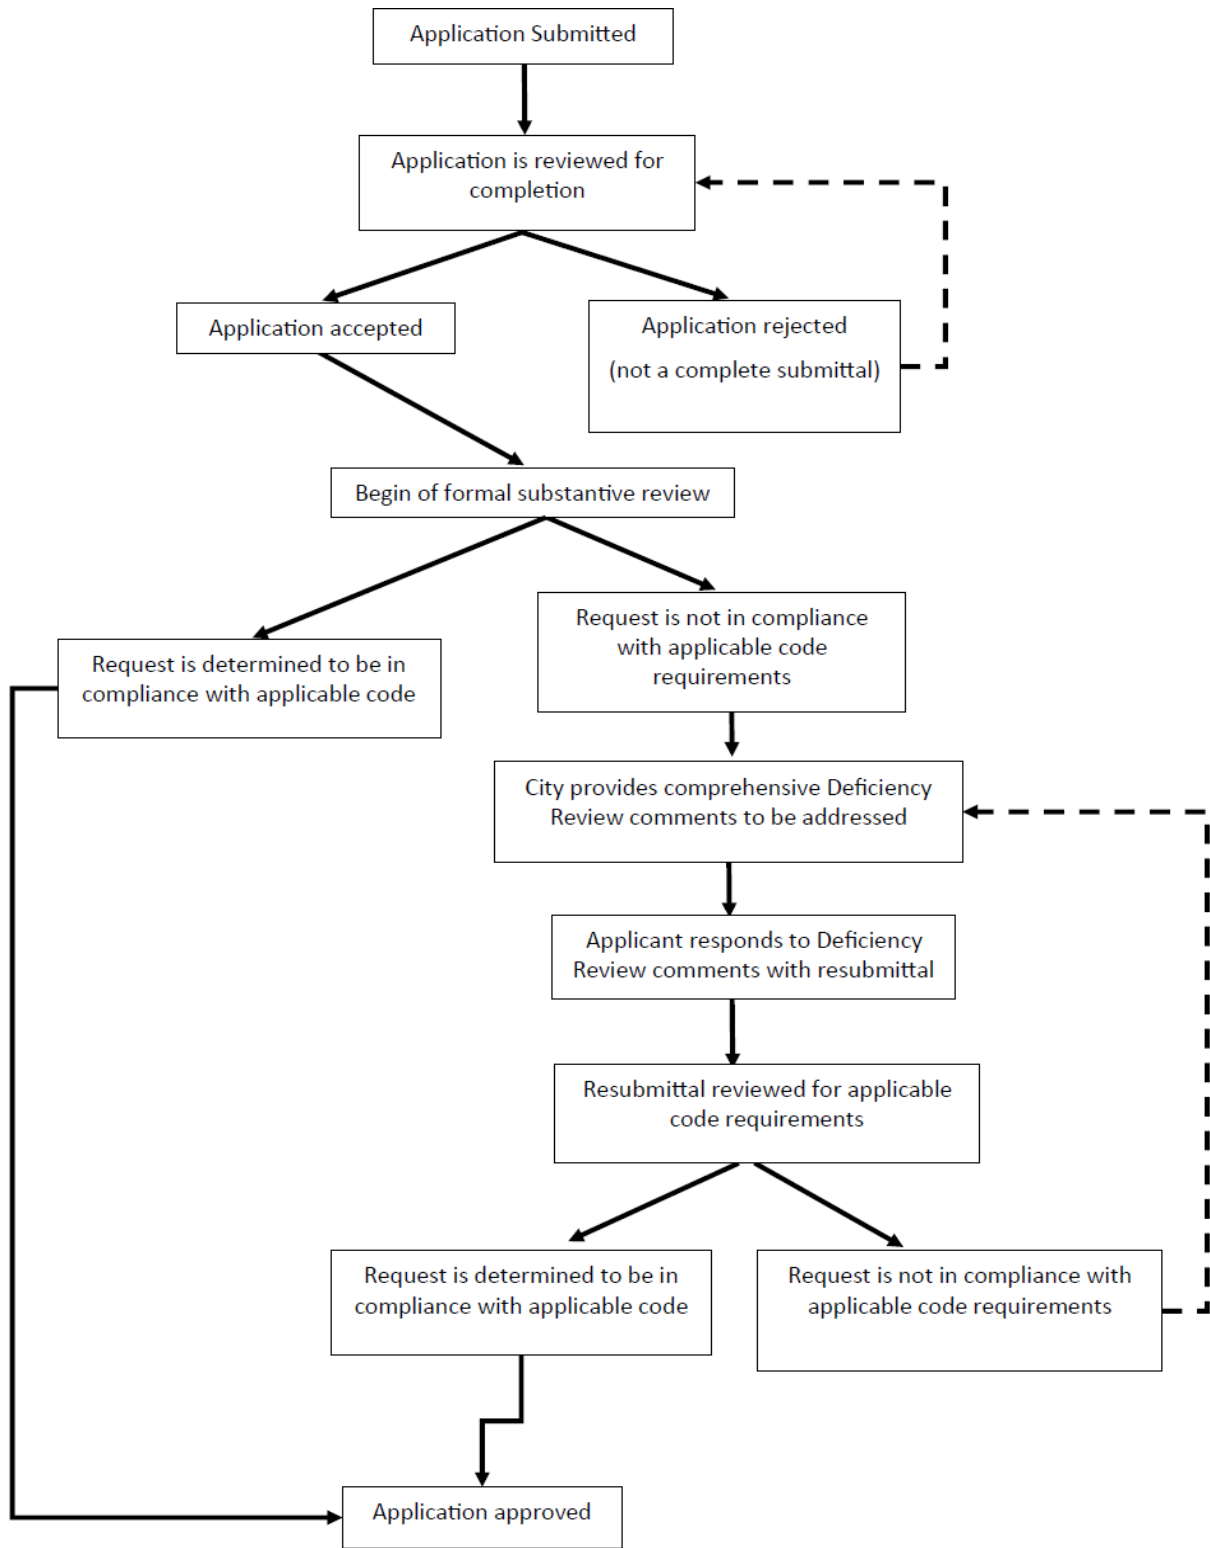 Application Submitted
Application is reviewed for
completion
Application accepted
Application rejected
(not a complete submittal)
Begin of formal substantive review
Request is determined to be in
compliance with applicable code
Request is not in compliance
with applicable code
requirements
City provides comprehensive Deficiency
Review comments to be addressed
Applicant responds to Deficiency
Review comments with resubmittal
Resubmittal reviewed for applicable
code requirements
Request is determined to be in
compliance with applicable code
Request is not in compliance with
applicable code requirements
Application approved